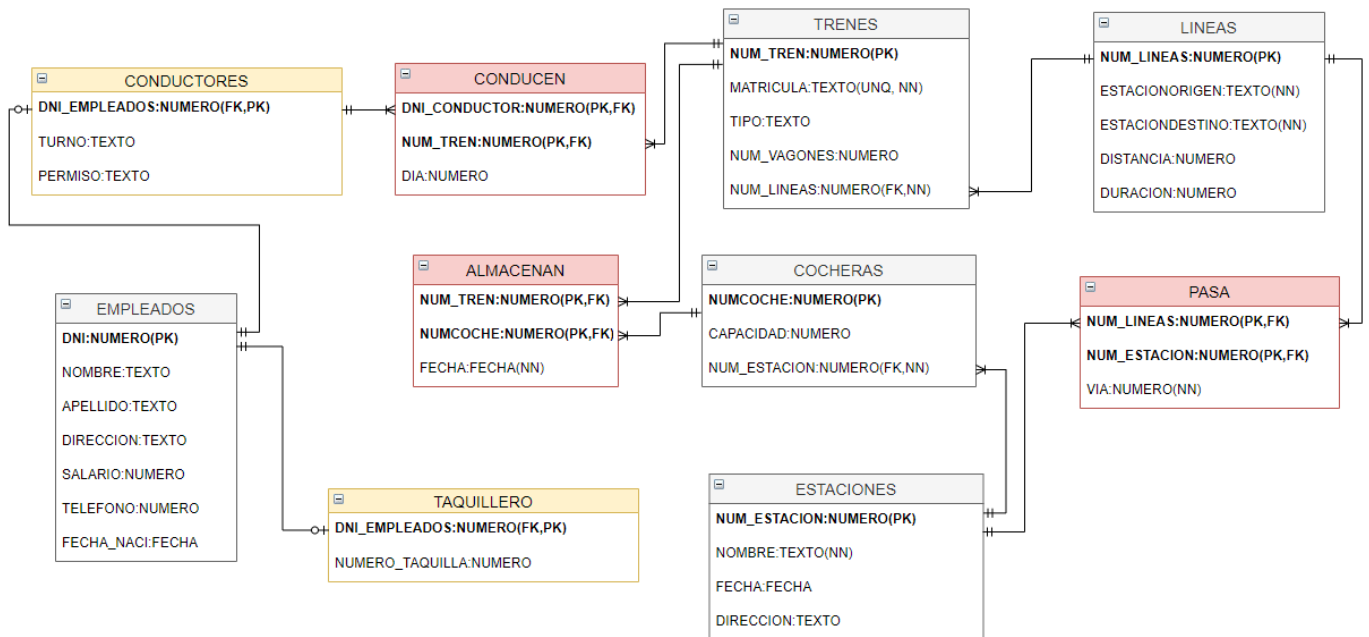 CONDUCTORES
DNI_EMPLEADOS:NUMERO(FK,PK)
TURNO:TEXTO
PERMISO:TEXTO
CONDUCEN
DNI_CONDUCTOR:NUMERO(PK,FK)
NUM_TREN:NUMERO(PK,FK)
DIA:NUMERO
TRENES
NUM_TREN:NUMERO(PK)
MATRICULA:TEXTO(UNQ, NN)
TIPO:TEXTO
NUM_VAGONES:NUMERO
NUM_LINEAS:NUMERO(FK,NN)
LINEAS
NUM_LINEAS:NUMERO(PK)
ESTACIONORIGEN:TEXTO(NN)
ESTACIONDESTINO:TEXTO(NN)
DISTANCIA:NUMERO
DURACION:NUMERO
EMPLEADOS
DNI:NUMERO(PK)
NOMBRE:TEXTO
APELLIDO:TEXTO
DIRECCION:TEXTO
SALARIO:NUMERO
TELEFONO:NUMERO
FECHA_NACI:FECHA
ALMACENAN
NUM_TREN:NUMERO(PK,FK)
NUMCOCHE:NUMERO(PK,FK)
FECHA:FECHA(NN)
COCHERAS
NUMCOCHE:NUMERO(PK)
CAPACIDAD:NUMERO
NUM_ESTACION:NUMERO(FK,NN)
PASA
NUM_LINEAS:NUMERO(PK,FK)
NUM_ESTACION:NUMERO(PK,FK)
VIA:NUMERO(NN)
TAQUILLERO
DNI_EMPLEADOS:NUMERO(FK,PK)
NUMERO_TAQUILLA:NUMERO
ESTACIONES
NUM_ESTACION:NUMERO(PK)
NOMBRE:TEXTO(NN)
FECHA:FECHA
DIRECCION:TEXTO